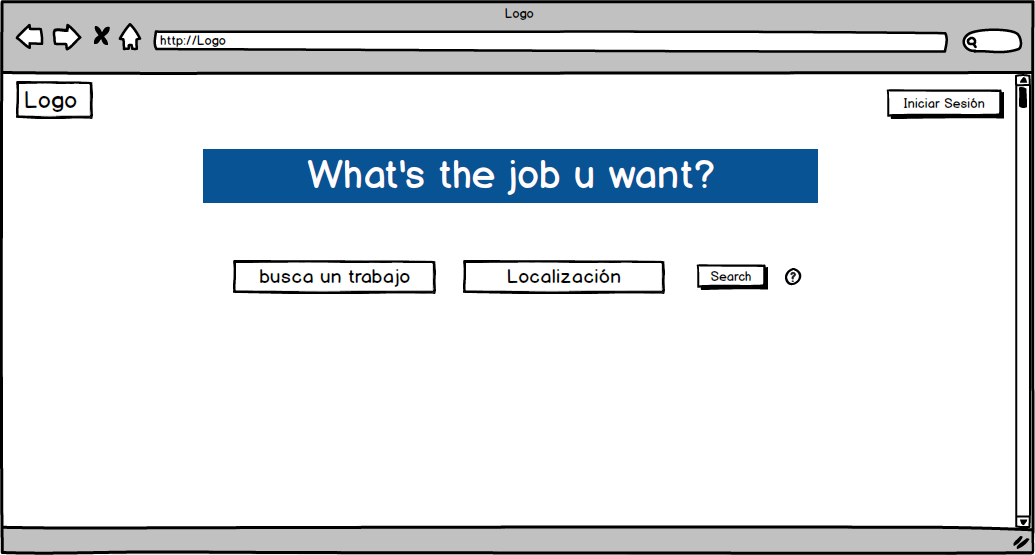 Logo
http://Logo
Logo
Iniciar Sesión
What's the job u want?
busca un trabajo
Localización
Search
?